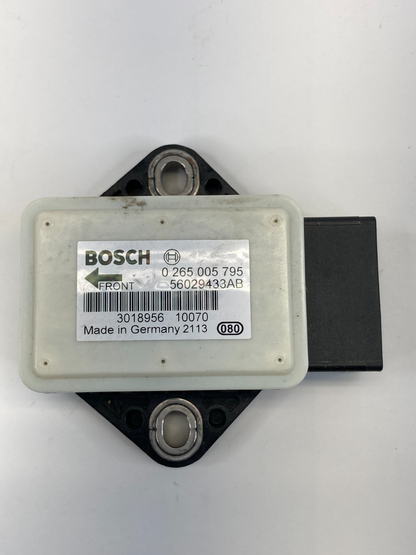 BOSCH
0 265 005 795
FRONT 56029433AB
3018956 10070
Made in Germany 2113 080